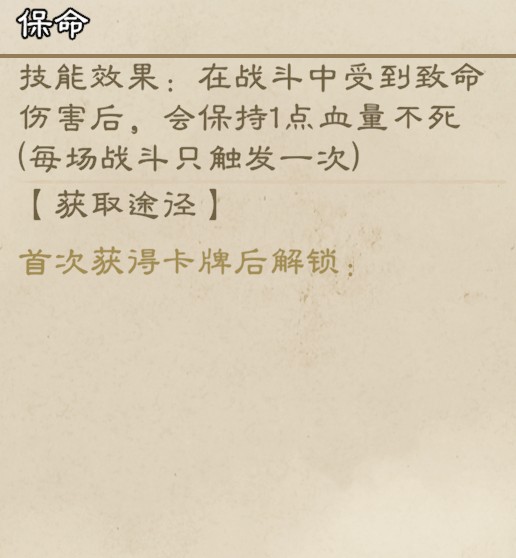 保命
技能效果：在战斗中受到致命
伤害后，会保持1点血量不死
(每场战斗只触发一次)
【获取途径】
首次获得卡牌后解锁：